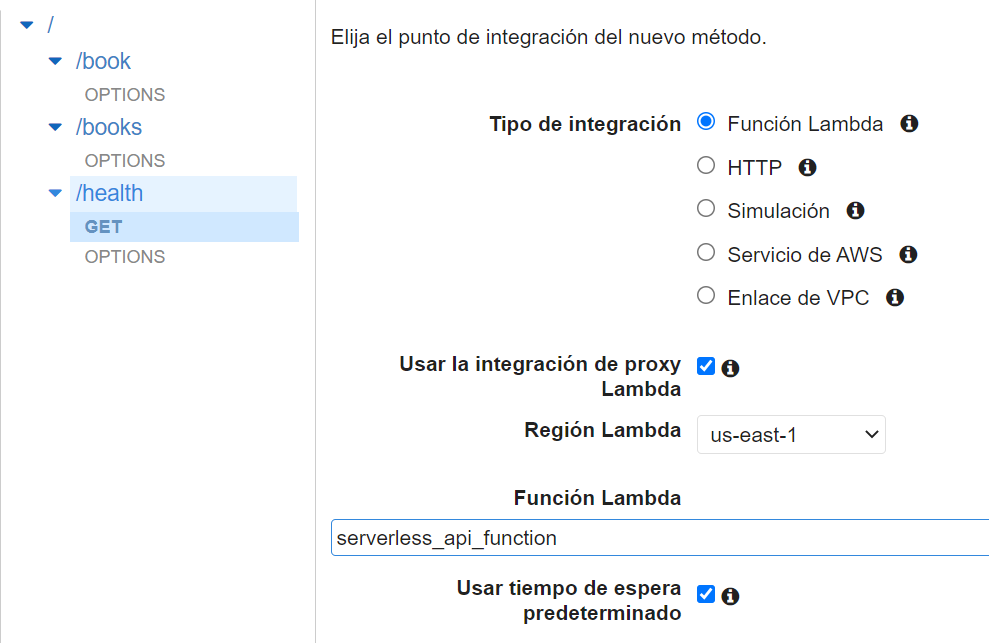 /
/book
OPTIONS
/books
OPTIONS
/health
GET
OPTIONS
Elija el punto de integración del nuevo método.
Tipo de integración
Función Lambda
HTTP
Simulación
Servicio de AWS
Enlace de VPC
Usar la integración de proxy
Lambda
Región Lambda
us-east-1
Función Lambda
serverless_api_function
Usar tiempo de espera
predeterminado